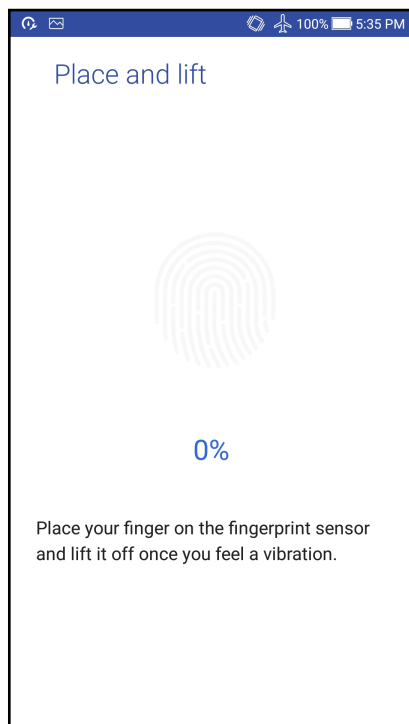 100% 5:35 PM
Place and lift
0%
Place your finger on the fingerprint sensor
and lift it off once you feel a vibration.